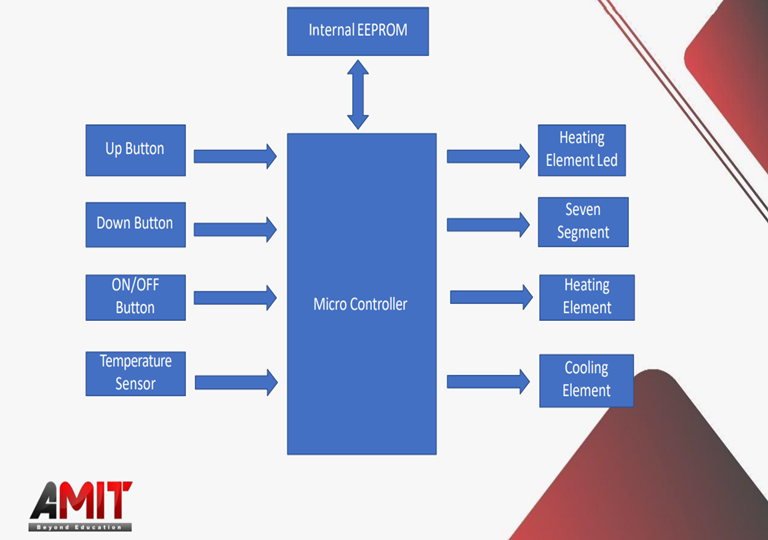 Internal EEPROM
Up Button
Down Button
ON/OFF
Button
Temperature
Sensor
Micro Controller
Heating
Element Led
Seven
Segment
Heating
Element
Cooling
Element
AMIT
Beyond Education